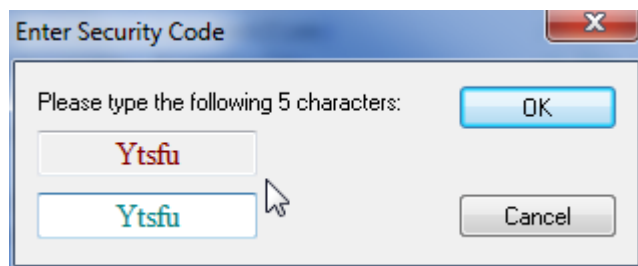 Enter Security Code
Please type the following 5 characters:
OK
Ytsfu
Ytsfu
Cancel